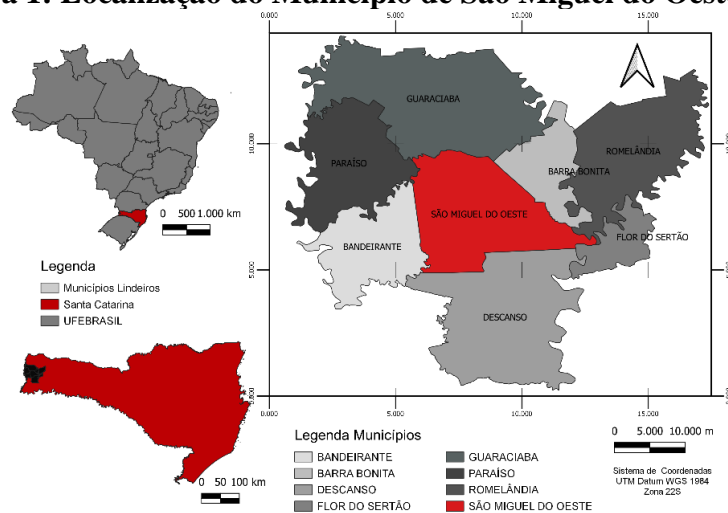 a 1: Localização do Município de São Miguel do Oest
0 500 1.000 km
Legenda
Municípios Lindeiros
Santa Catarina
UFEBRASIL
0 50 100 km
GUARACIABA
PARAÍSO
ROMELÂNDIA
BARRA BONITA
SÃO MIGUEL DO OESTE
FLOR DO SERTÃO
BANDEIRANTE
DESCANSO
10.000
5.000
10.000
5.000
0.000
5.000
10.000
15.000
0.000
5.000
10.000
15.000
Legenda Municípios
BANDEIRANTE
BARRA BONITA
DESCANSO
FLOR DO SERTÃO
GUARACIABA
PARAÍSO
ROMELÂNDIA
SÃO MIGUEL DO OESTE
0 5.000 10.000 m
Sistema de Coordenadas
UTM Datum WGS 1984
Zona 22S